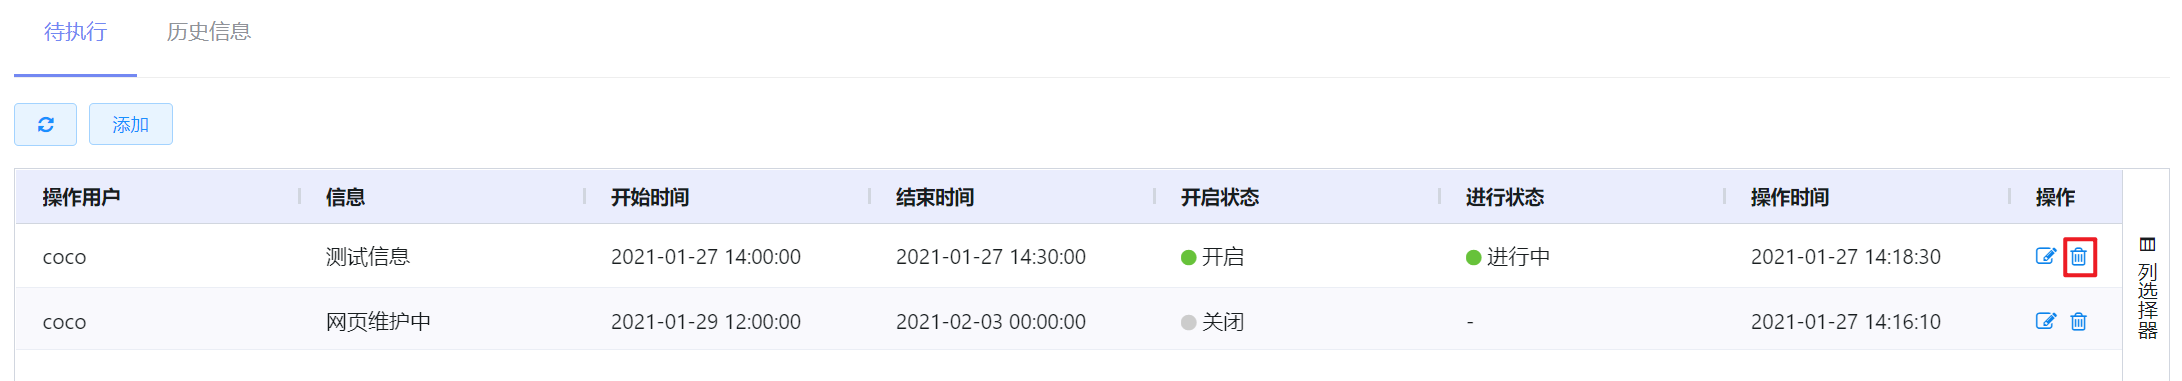 待执行 历史信息
添加
操作用户 信息 开始时间 结束时间 开启状态 进行状态 操作时间 操作
coco 测试信息 2021-01-27 14:00:00 2021-01-27 14:30:00 开启 进行中 2021-01-27 14:18:30
coco 网页维护中 2021-01-29 12:00:00 2021-02-03 00:00:00 关闭 - 2021-01-27 14:16:10
列选择器